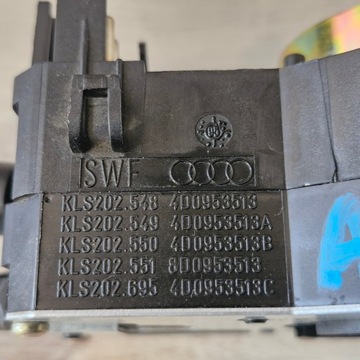 SWF
KLS202.548 4D0953513
KLS202.549 4D0953513A
KLS202.550 4D0953513B
KLS202.551 8D0953513
KLS202.695 4D0953513C